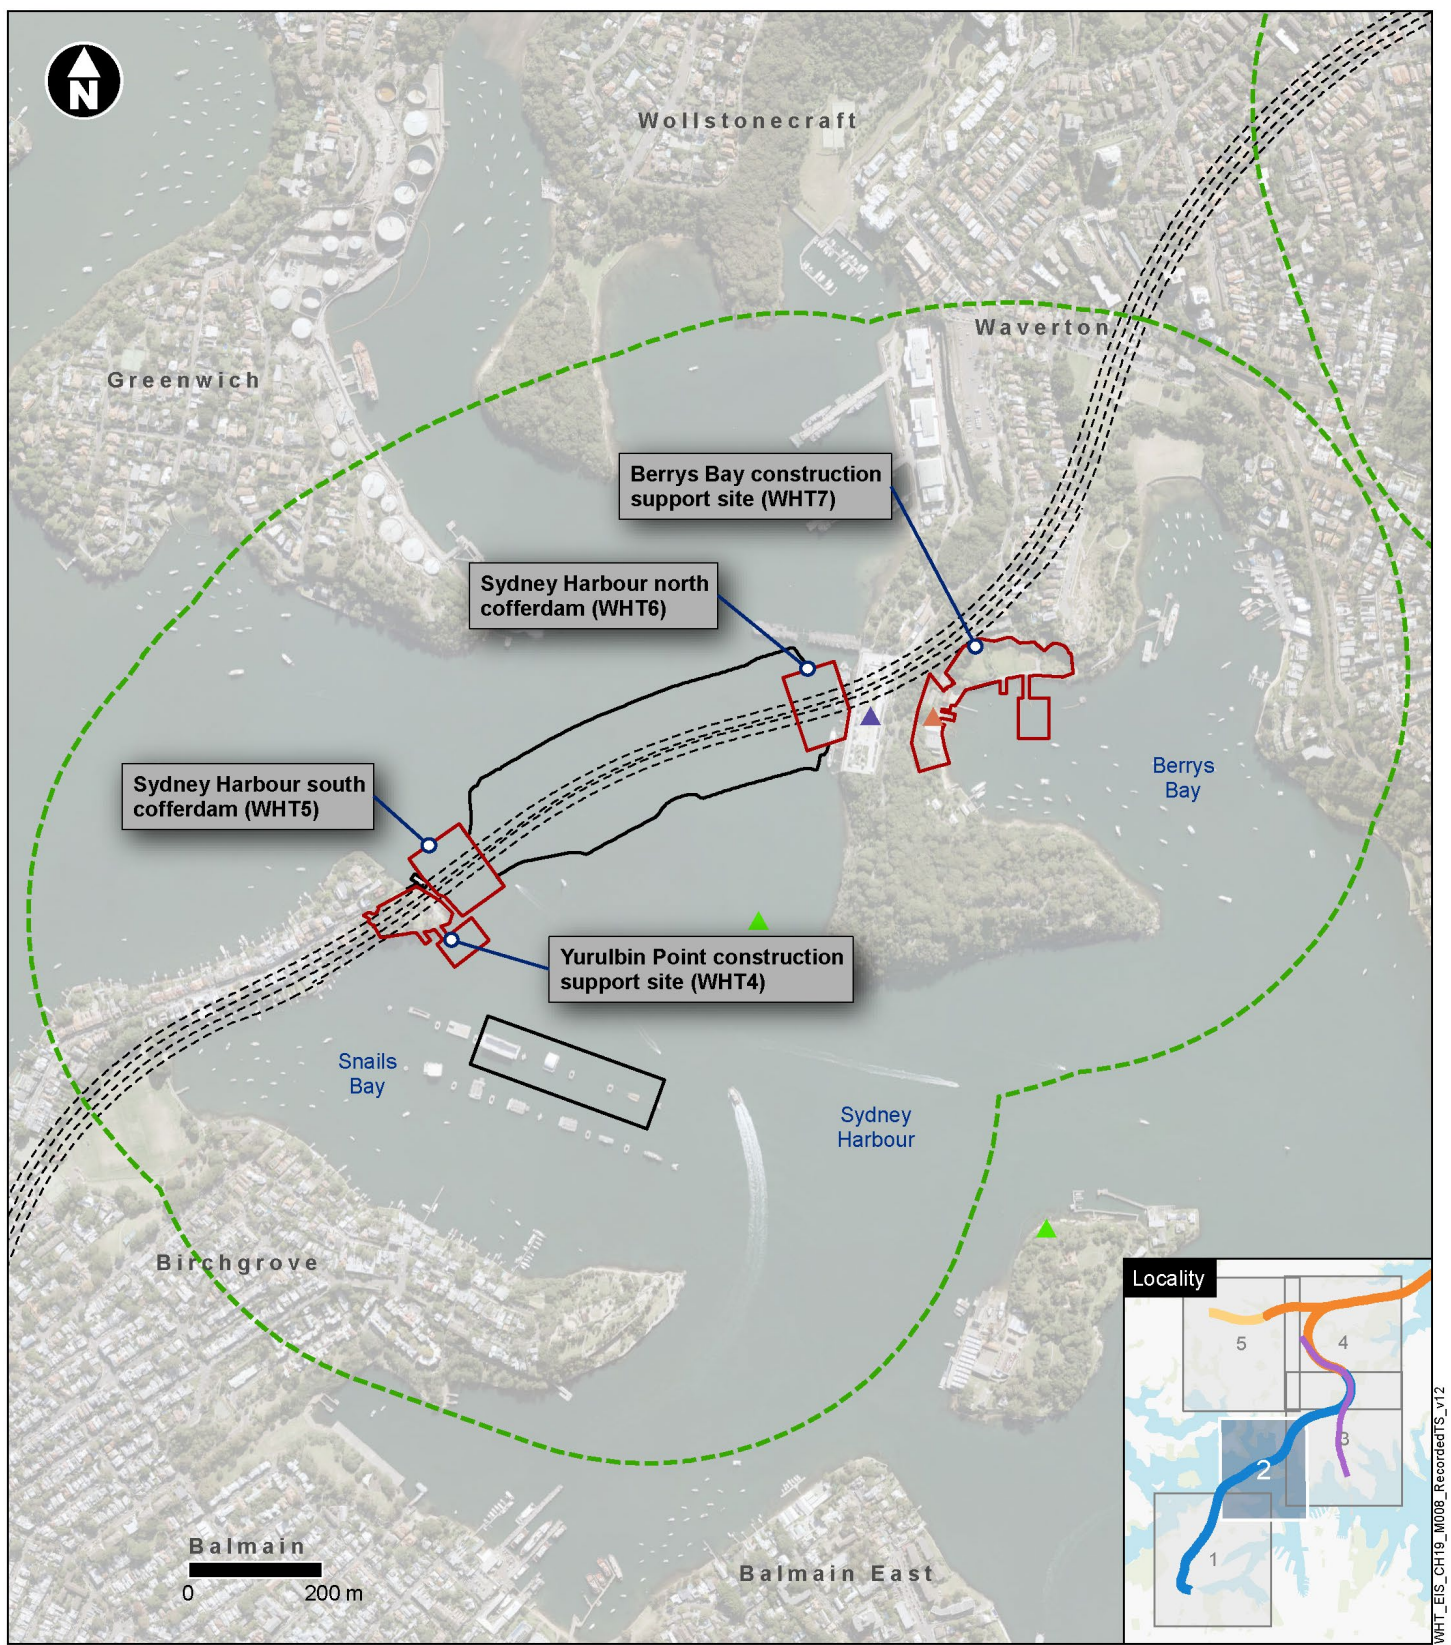 N
Wollstonecraft
Waverton
Greenwich
Berrys Bay construction
support site (WHT7)
Sydney Harbour north
cofferdam (WHT6)
Sydney Harbour south
cofferdam (WHT5)
Berrys
Bay
Yurulbin Point construction
support site (WHT4)
Snails
Bay
Sydney
Harbour
Birchgrove
Balmain
0 200 m
Balmain East
Locality
5
4
3
2
1
WHT_EIS_CH19_M008_RecordedTS_v12